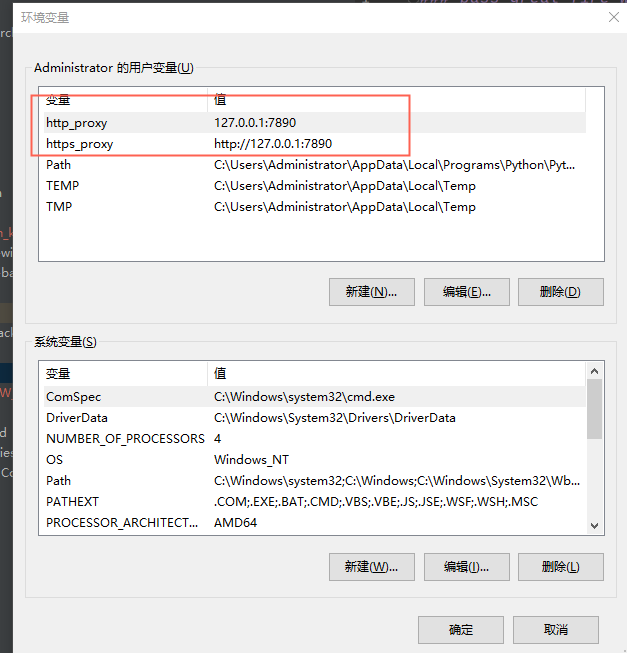 环境变量
Administrator 的用户变量(U)
变量 值
http_proxy 127.0.0.1:7890
https_proxy http://127.0.0.1:7890
Path C:\Users\Administrator\AppData\Local\Programs\Python\Pyt...
TEMP C:\Users\Administrator\AppData\Local\Temp
TMP C:\Users\Administrator\AppData\Local\Temp
新建(N)... 编辑(E)... 删除(D)
系统变量(S)
变量 值
ComSpec C:\Windows\system32\cmd.exe
DriverData C:\Windows\System32\Drivers\DriverData
NUMBER_OF_PROCESSORS 4
OS Windows_NT
Path C:\Windows\system32;C:\Windows;C:\Windows\System32\Wb...
PATHEXT .COM;.EXE;.BAT;.CMD;.VBS;.VBE;.JS;.JSE;.WSF;.WSH;.MSC
PROCESSOR_ARCHITECT... AMD64
新建(W)... 编辑(I)... 删除(L)
确定 取消